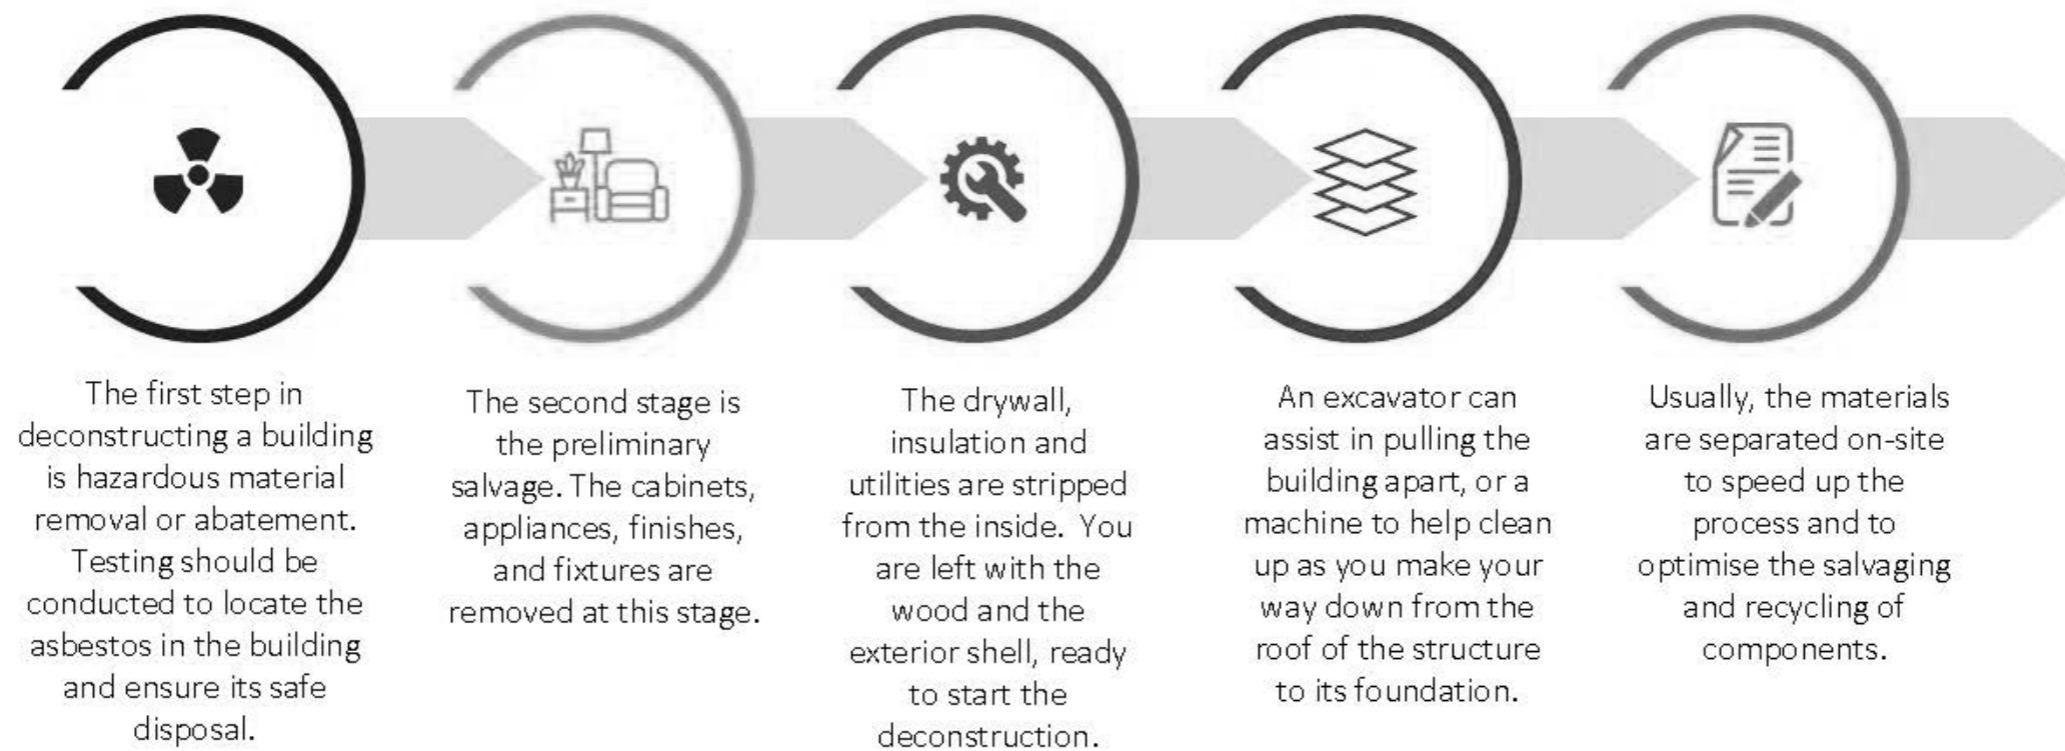 The first step in
deconstructing a building
is hazardous material
removal or abatement.
Testing should be
conducted to locate the
asbestos in the building
and ensure its safe
disposal.
The second stage is
the preliminary
salvage. The cabinets,
appliances, finishes,
and fixtures are
removed at this stage.
The drywall,
insulation and
utilities are stripped
from the inside. You
are left with the
wood and the
exterior shell, ready
to start the
deconstruction.
An excavator can
assist in pulling the
building apart, or a
machine to help clean
up as you make your
way down from the
roof of the structure
to its foundation.
Usually, the materials
are separated on-site
to speed up the
process and to
optimise the salvaging
and recycling of
components.